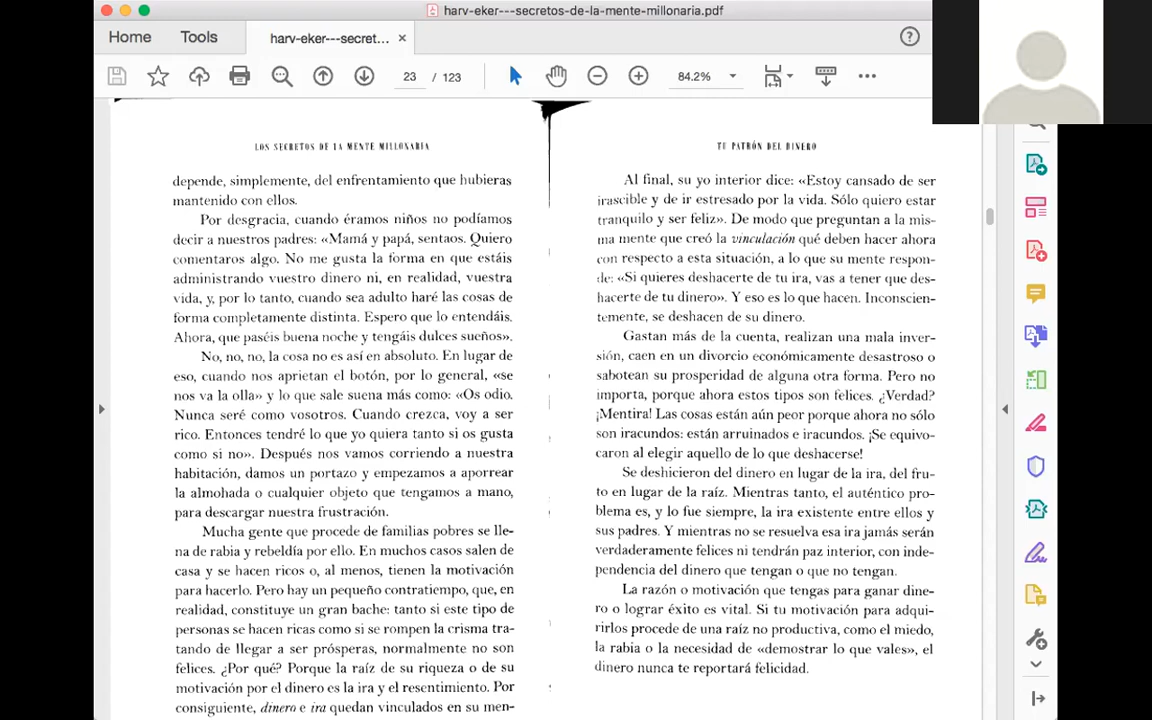 harv-eker---secretos-de-la-mente-millonaria.pdf
Home
Tools
harv-eker---secret...
23 / 123
84.2%
LOS SECRETOS DE LA MENTE MILLONARIA
depende, simplemente, del enfrentamiento que hubieras
mantenido con ellos.
Por desgracia, cuando éramos niños no podíamos
decir a nuestros padres: «Mamá y papá, sentaos. Quiero
comentaros algo. No me gusta la forma en que estáis
administrando vuestro dinero ni, en realidad, vuestra
vida, y, por lo tanto, cuando sea adulto haré las cosas de
forma completamente distinta. Espero que lo entendáis.
Ahora, que paséis buena noche y tengáis dulces sueños».
No, no, no, la cosa no es así en absoluto. En lugar de
eso, cuando nos aprietan el botón, por lo general, «se
nos va la olla» y lo que sale suena más como: «Os odio.
Nunca seré como vosotros. Cuando crezca, voy a ser
rico. Entonces tendré lo que yo quiera tanto si os gusta
como si no». Después nos vamos corriendo a nuestra
habitación, damos un portazo y empezamos a aporrear
la almohada o cualquier objeto que tengamos a mano,
para descargar nuestra frustración.
Mucha gente que procede de familias pobres se lle-
na de rabia y rebeldía por ello. En muchos casos salen de
casa y se hacen ricos o, al menos, tienen la motivación
para hacerlo. Pero hay un pequeño contratiempo, que, en
realidad, constituye un gran bache: tanto si este tipo de
personas se hacen ricas como si se rompen la crisma tra-
tando de llegar a ser prósperas, normalmente no son
felices. ¿Por qué? Porque la raíz de su riqueza o de su
motivación por el dinero es la ira y el resentimiento. Por
consiguiente, dinero e ira quedan vinculados en su men-
TU PATRÓN DEL DINERO
Al final, su yo interior dice: «Estoy cansado de ser
irascible y de ir estresado por la vida. Sólo quiero estar
tranquilo y ser feliz». De modo que preguntan a la mis-
ma mente que creó la vinculación qué deben hacer ahora
con respecto a esta situación, a lo que su mente respon-
de: «Si quieres deshacerte de tu ira, vas a tener que des-
hacerte de tu dinero». Y eso es lo que hacen. Inconscien-
temente, se deshacen de su dinero.
Gastan más de la cuenta, realizan una mala inver-
sión, caen en un divorcio económicamente desastroso o
sabotean su prosperidad de alguna otra forma. Pero no
importa, porque ahora estos tipos son felices. ¿Verdad?
¡Mentira! Las cosas están aún peor porque ahora no sólo
son iracundos: están arruinados e iracundos. ¡Se equivo-
caron al elegir aquello de lo que deshacerse!
Se deshicieron del dinero en lugar de la ira, del fru-
to en lugar de la raíz. Mientras tanto, el auténtico pro-
blema es, y lo fue siempre, la ira existente entre ellos y
sus padres. Y mientras no se resuelva esa ira jamás serán
verdaderamente felices ni tendrán paz interior, con inde-
pendencia del dinero que tengan o que no tengan.
La razón o motivación que tengas para ganar dine-
ro o lograr éxito es vital. Si tu motivación para adqui-
rirlos procede de una raíz no productiva, como el miedo,
la rabia o la necesidad de «demostrar lo que vales», el
dinero nunca te reportará felicidad.